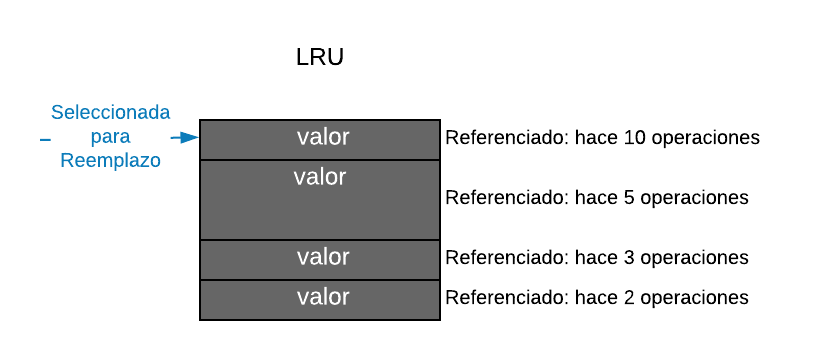 LRU
Seleccionada
para
Reemplazo
valor
Referenciado: hace 10 operaciones
valor
Referenciado: hace 5 operaciones
valor
Referenciado: hace 3 operaciones
valor
Referenciado: hace 2 operaciones